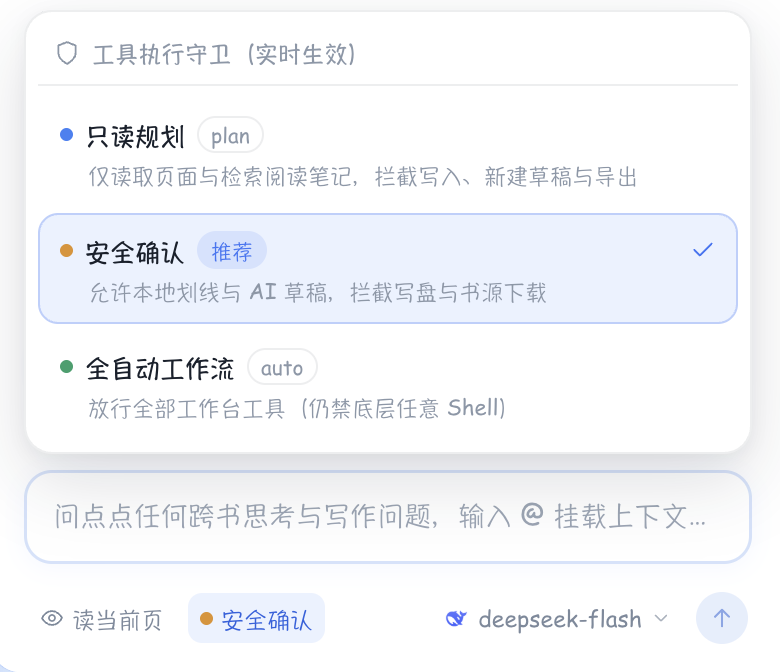 工具执行守卫（实时生效）
只读规划 plan
仅读取页面与检索阅读笔记，拦截写入、新建草稿与导出
安全确认 推荐
允许本地划线与 AI 草稿，拦截写盘与书源下载
全自动工作流 auto
放行全部工作台工具（仍禁底层任意 Shell）
问点点任何跨书思考与写作问题，输入 @ 挂载上下文...
读当前页 安全确认 deepseek-flash